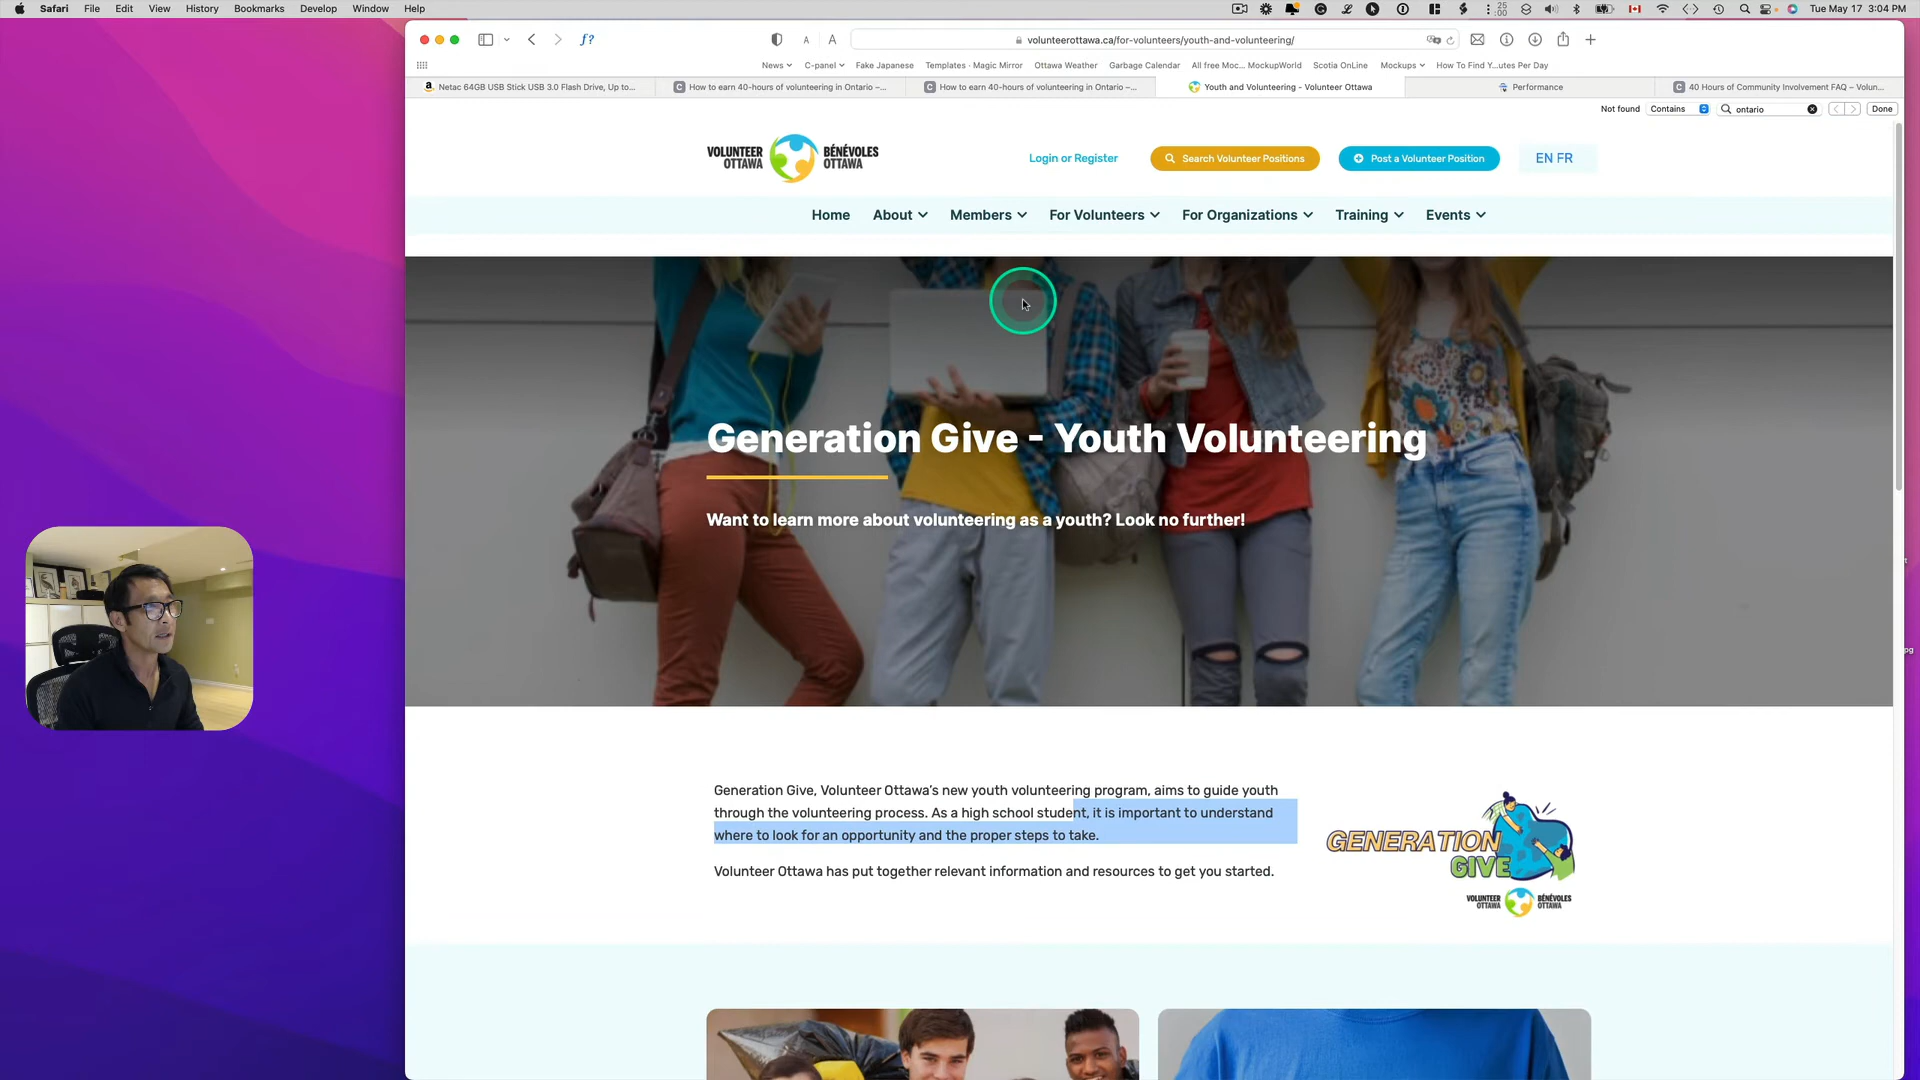 Safari File Edit View History Bookmarks Develop Window Help
25
:00
Tue May 17 3:04 PM
volunteerottawa.ca/for-volunteers/youth-and-volunteering/
News C-panel Fake Japanese Templates - Magic Mirror Ottawa Weather Garbage Calendar All free Moc... MockupWorld Scotia OnLine Mockups How To Find Y...utes Per Day
Netac 64GB USB Stick USB 3.0 Flash Drive, Up to...
How to earn 40-hours of volunteering in Ontario –...
How to earn 40-hours of volunteering in Ontario –...
Youth and Volunteering - Volunteer Ottawa
Performance
40 Hours of Community Involvement FAQ – Volun...
Not found Contains ontario Done
VOLUNTEER BÉNÉVOLES
OTTAWA OTTAWA
Login or Register
Search Volunteer Positions
Post a Volunteer Position
EN FR
Home About Members For Volunteers For Organizations Training Events
Generation Give - Youth Volunteering
Want to learn more about volunteering as a youth? Look no further!
Generation Give, Volunteer Ottawa's new youth volunteering program, aims to guide youth
through the volunteering process. As a high school student, it is important to understand
where to look for an opportunity and the proper steps to take.
Volunteer Ottawa has put together relevant information and resources to get you started.
GENERATION
GIVE
VOLUNTEER BÉNÉVOLES
OTTAWA OTTAWA